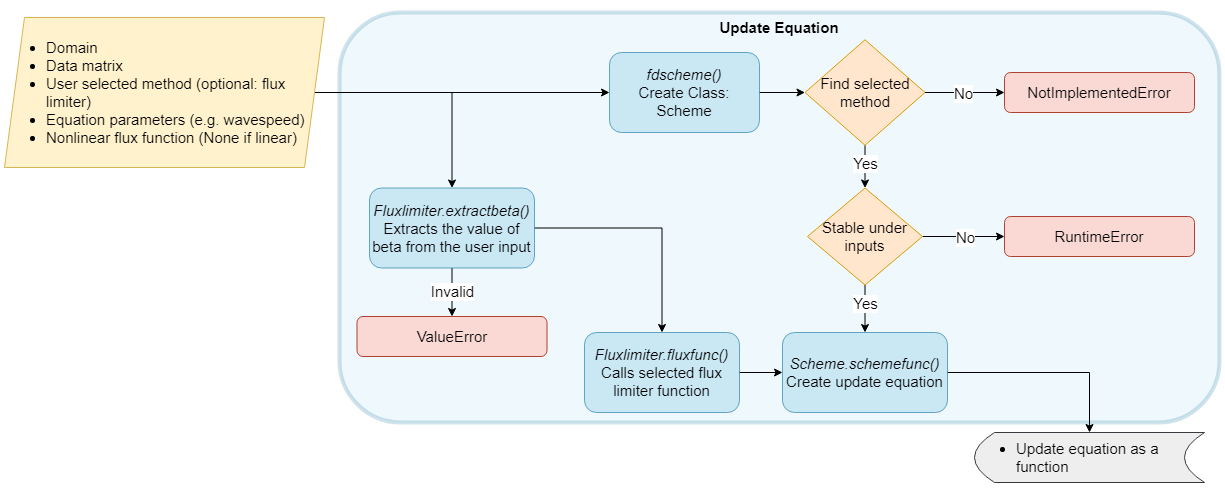 Update Equation
• Domain
• Data matrix
• User selected method (optional: flux
limiter)
• Equation parameters (e.g. wavespeed)
• Nonlinear flux function (None if linear)
fdscheme()
Create Class:
Scheme
Find selected
method
No
NotImplementedError
Yes
Fluxlimiter.extractbeta()
Extracts the value of
beta from the user input
Stable under
inputs
No
RuntimeError
Invalid
Yes
ValueError
Fluxlimiter.fluxfunc()
Calls selected flux
limiter function
Scheme.schemefunc()
Create update equation
• Update equation as a
function